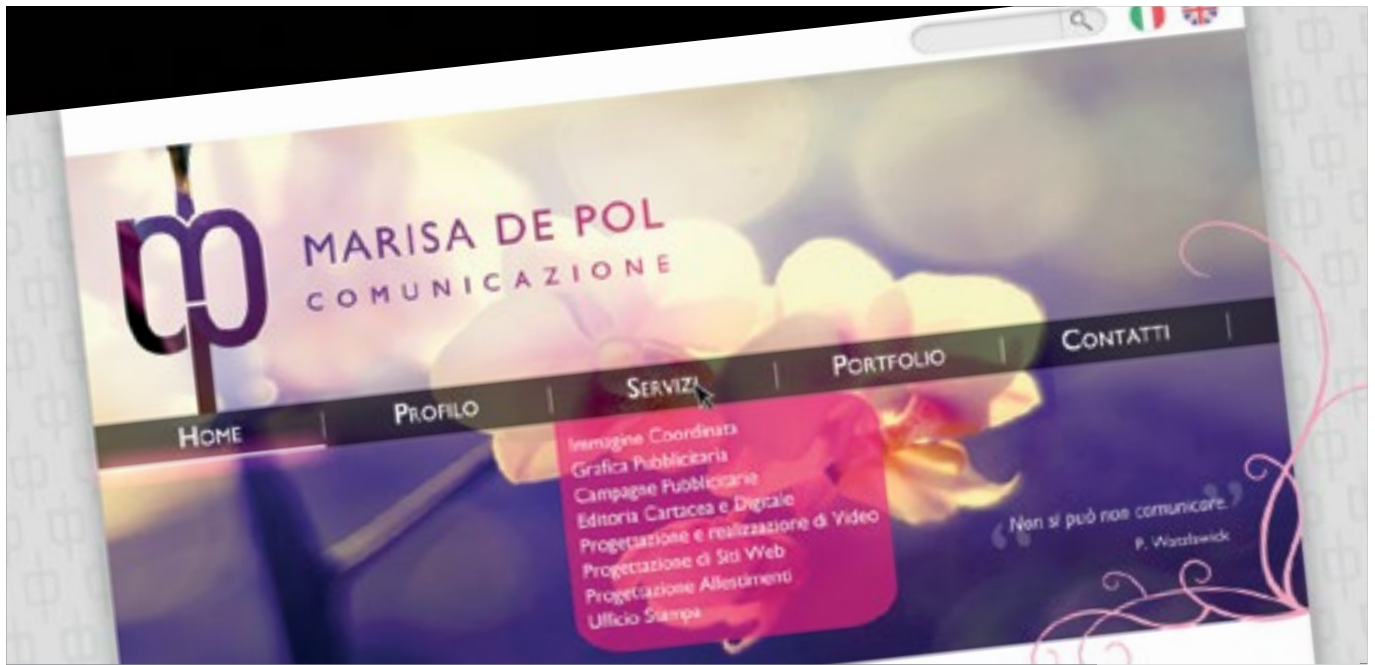 MARISA DE POL
COMUNICAZIONE
HOME
PROFILO
SERVIZI
PORTFOLIO
CONTATTI
Immagine Coordinata
Grafica Pubblicitaria
Campagne Pubblicitarie
Editoria Cartacea e Digitale
Progettazione e realizzazione di Video
Progettazione di Siti Web
Progettazione Allestimenti
Ufficio Stampa
“Non si può non comunicare.”